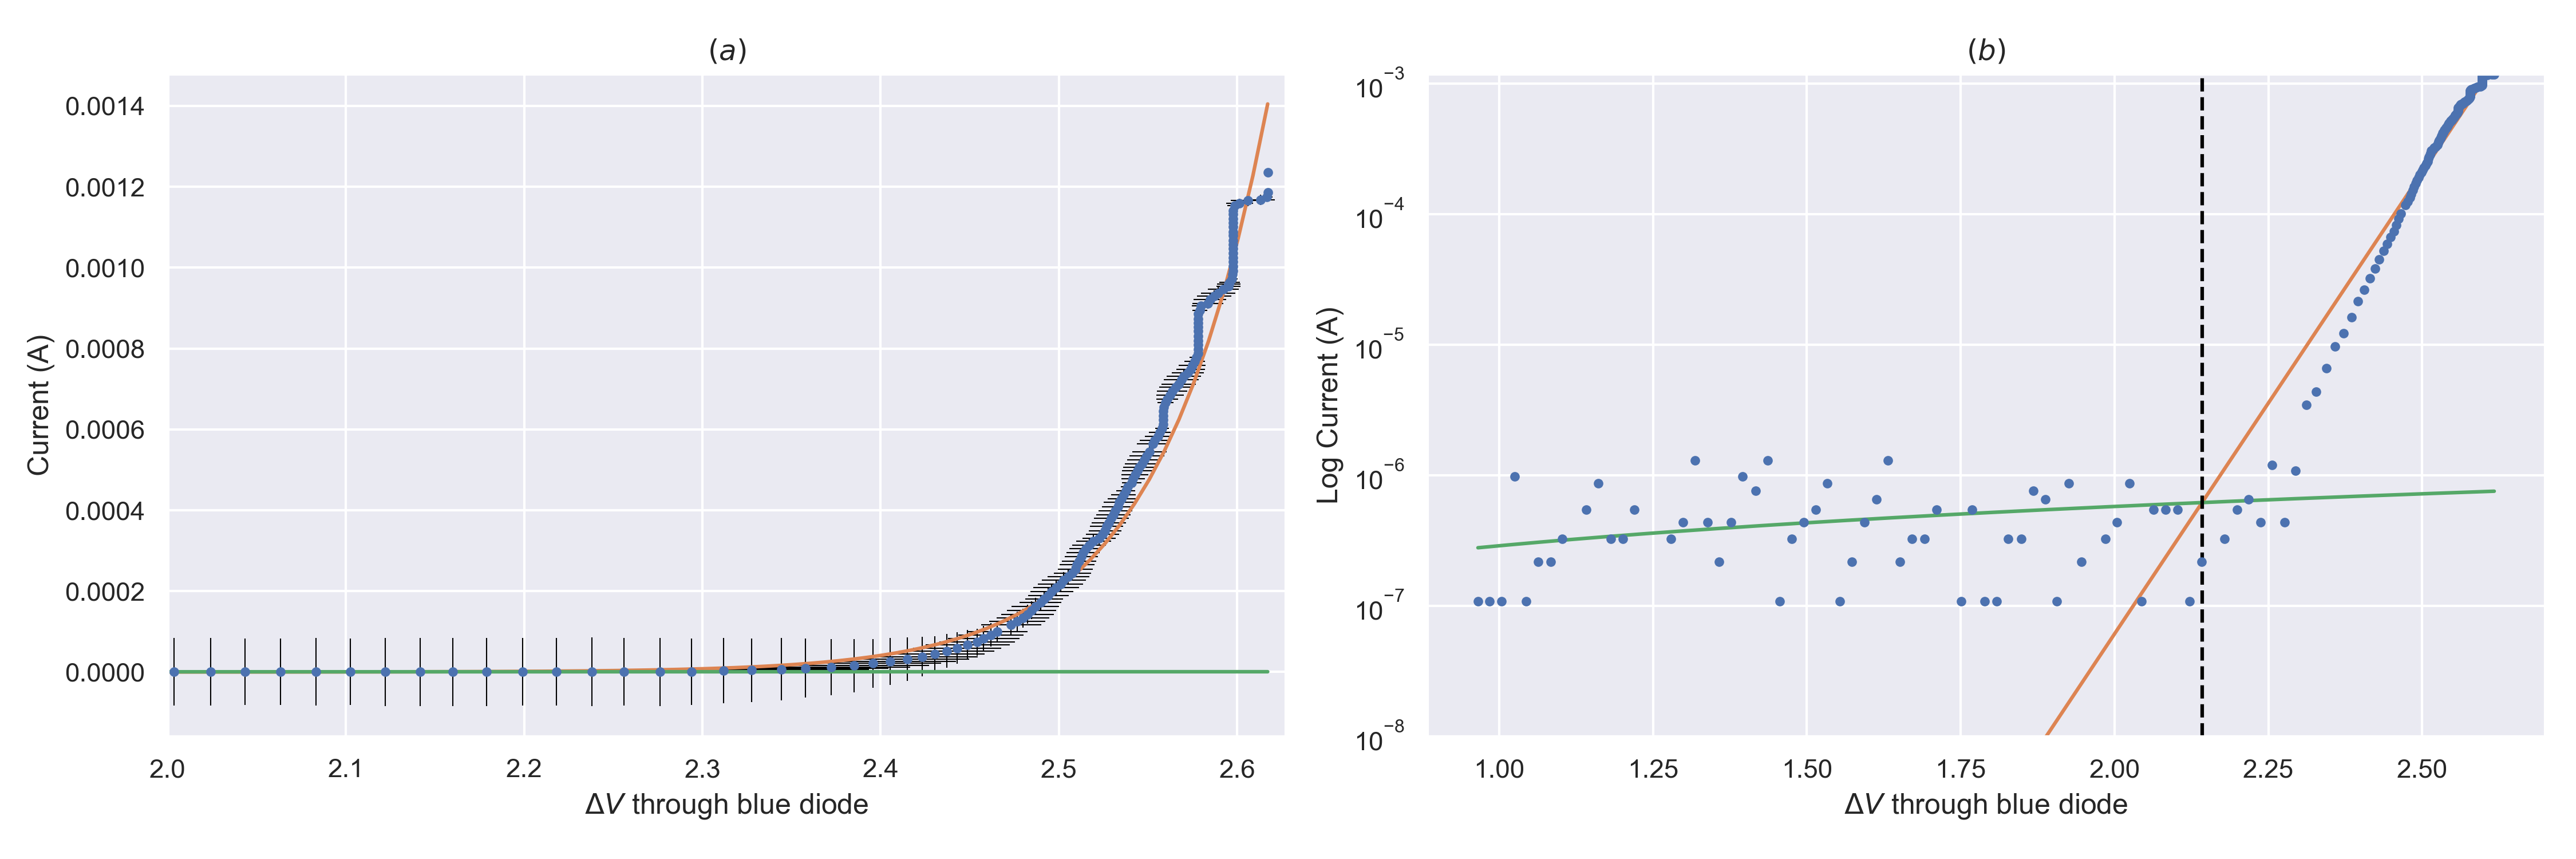 (a)
0.0014
0.0012
0.0010
0.0008
0.0006
0.0004
0.0002
0.0000
Current (A)
2.0 2.1 2.2 2.3 2.4 2.5 2.6
ΔV through blue diode
(b)
10⁻³
10⁻⁴
10⁻⁵
10⁻⁶
10⁻⁷
10⁻⁸
Log Current (A)
1.00 1.25 1.50 1.75 2.00 2.25 2.50
ΔV through blue diode